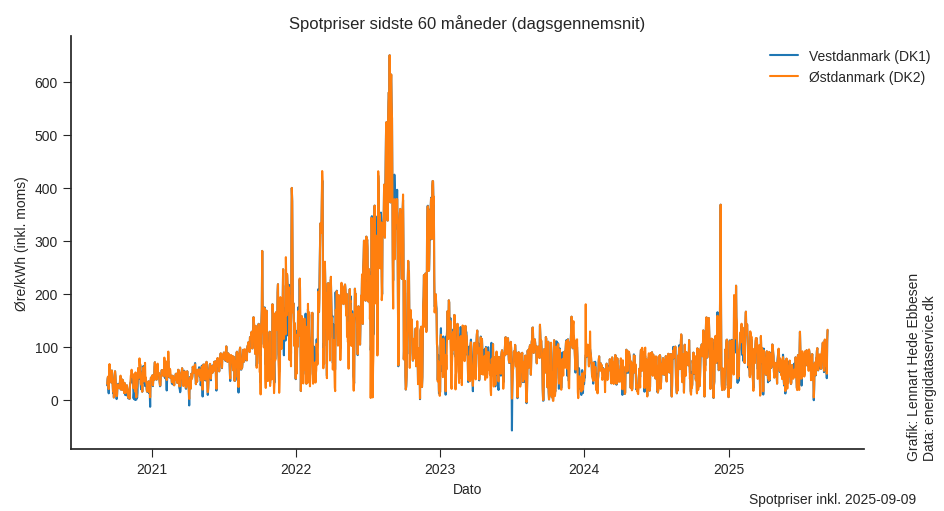 Spotpriser sidste 60 måneder (dagsgennemsnit)
Vestdanmark (DK1)
Østdanmark (DK2)
Øre/kWh (inkl. moms)
600
500
400
300
200
100
0
2021
2022
2023
2024
2025
Dato
Grafik: Lennart Hede Ebbesen
Data: energidataservice.dk
Spotpriser inkl. 2025-09-09